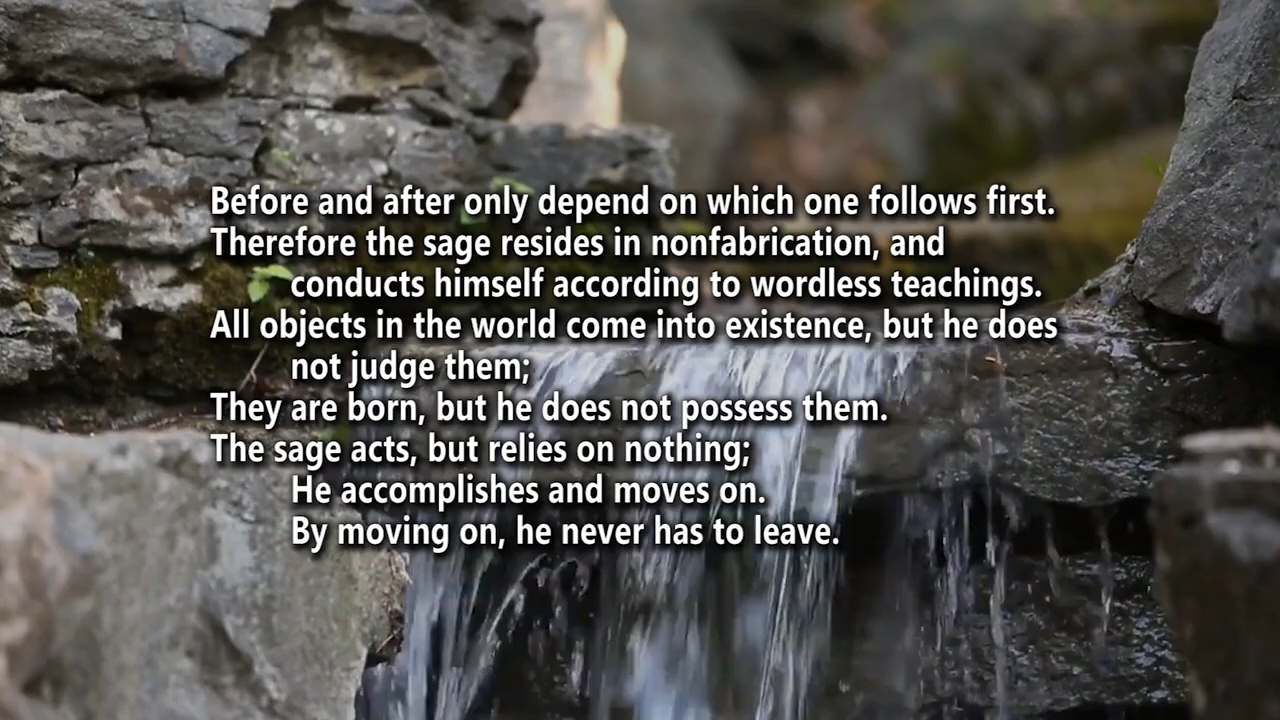 Before and after only depend on which one follows first.
Therefore the sage resides in nonfabrication, and
conducts himself according to wordless teachings.
All objects in the world come into existence, but he does
not judge them;
They are born, but he does not possess them.
The sage acts, but relies on nothing;
He accomplishes and moves on.
By moving on, he never has to leave.